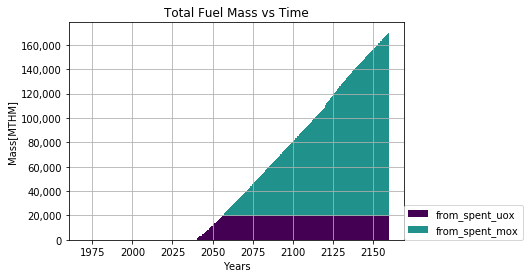 Total Fuel Mass vs Time
Mass[MTHM]
160,000
140,000
120,000
100,000
80,000
60,000
40,000
20,000
0
1975 2000 2025 2050 2075 2100 2125 2150
Years
from_spent_uox
from_spent_mox